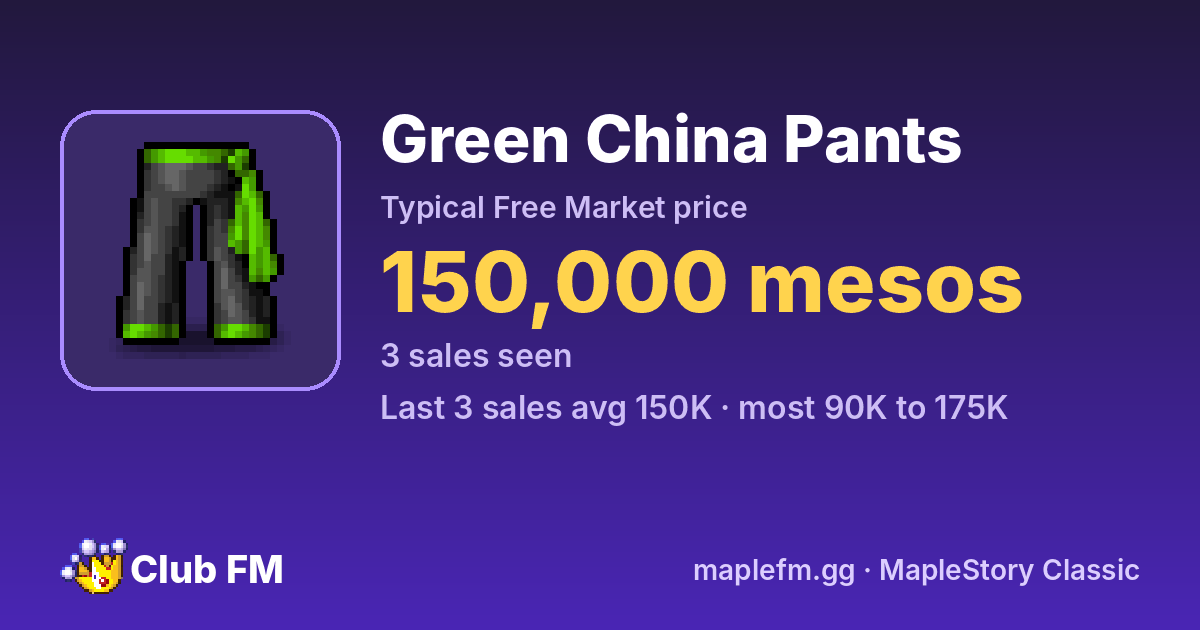 Green China Pants
Typical Free Market price
150,000 mesos
3 sales seen
Last 3 sales avg 150K · most 90K to 175K
Club FM
maplefm.gg · MapleStory Classic